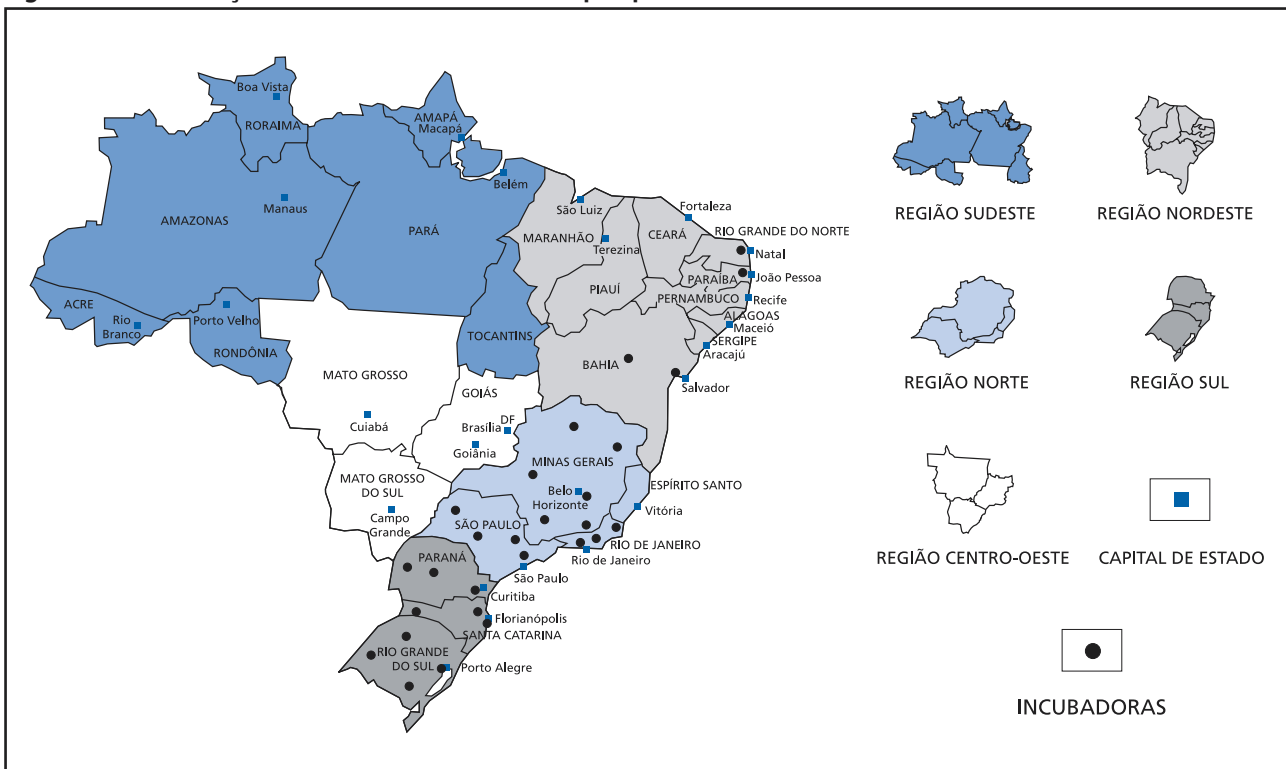 Boa Vista
RORAIMA
AMAPÁ
Macapá
Belém
AMAZONAS
Manaus
PARÁ
São Luiz
Fortaleza
MARANHÃO
Terezina
CEARÁ
RIO GRANDE DO NORTE
Natal
PARAÍBA
João Pessoa
PIAUÍ
PERNAMBUCO
Recife
ALAGOAS
Maceió
SERGIPE
Aracajú
ACRE
Rio
Branco
Porto Velho
RONDÔNIA
TOCANTINS
BAHIA
Salvador
MATO GROSSO
Cuiabá
GOIÁS
DF
Brasília
Goiânia
MINAS GERAIS
Belo
Horizonte
ESPÍRITO SANTO
Vitória
MATO GROSSO
DO SUL
Campo
Grande
SÃO PAULO
São Paulo
RIO DE JANEIRO
Rio de Janeiro
PARANÁ
Curitiba
Florianópolis
SANTA CATARINA
RIO GRANDE
DO SUL
Porto Alegre
REGIÃO SUDESTE
REGIÃO NORDESTE
REGIÃO NORTE
REGIÃO SUL
REGIÃO CENTRO-OESTE
CAPITAL DE ESTADO
INCUBADORAS